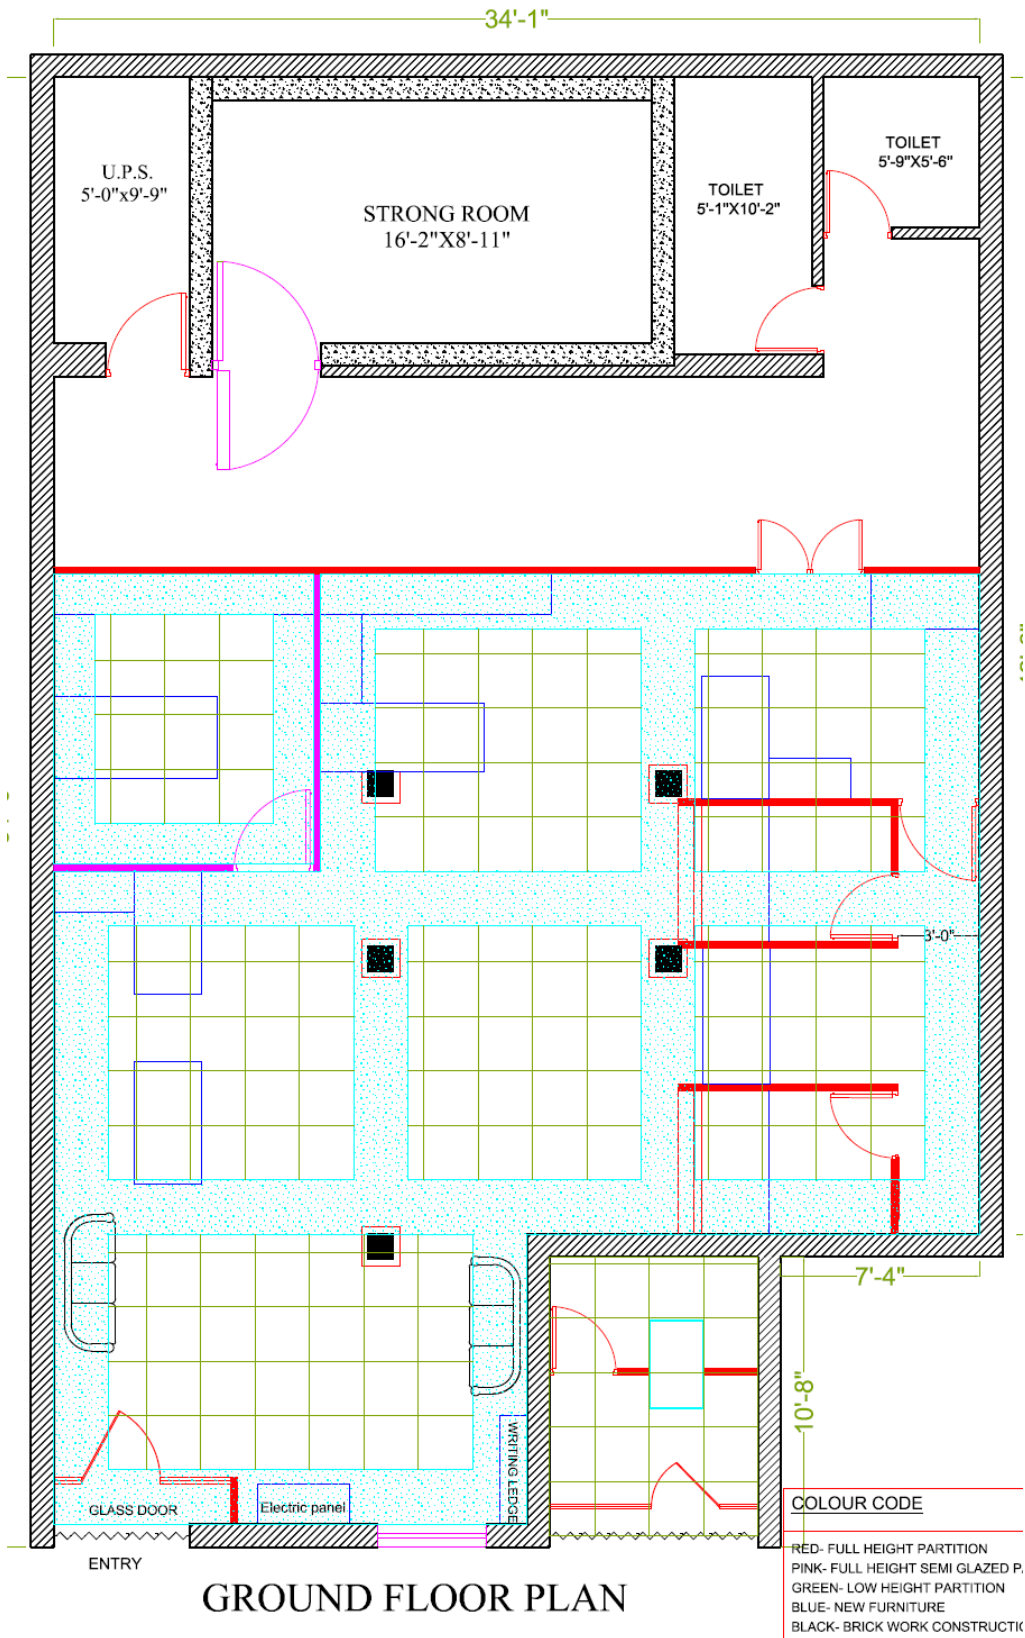 34'-1"
U.P.S.
5'-0"x9'-9"
STRONG ROOM
16'-2"X8'-11"
TOILET
5'-1"X10'-2"
TOILET
5'-9"X5'-6"
3'-0"
7'-4"
10'-8"
WRITING LEDGE
GLASS DOOR
Electric panel
ENTRY
GROUND FLOOR PLAN
COLOUR CODE
RED- FULL HEIGHT PARTITION
PINK- FULL HEIGHT SEMI GLAZED
GREEN- LOW HEIGHT PARTITION
BLUE- NEW FURNITURE
BLACK- BRICK WORK